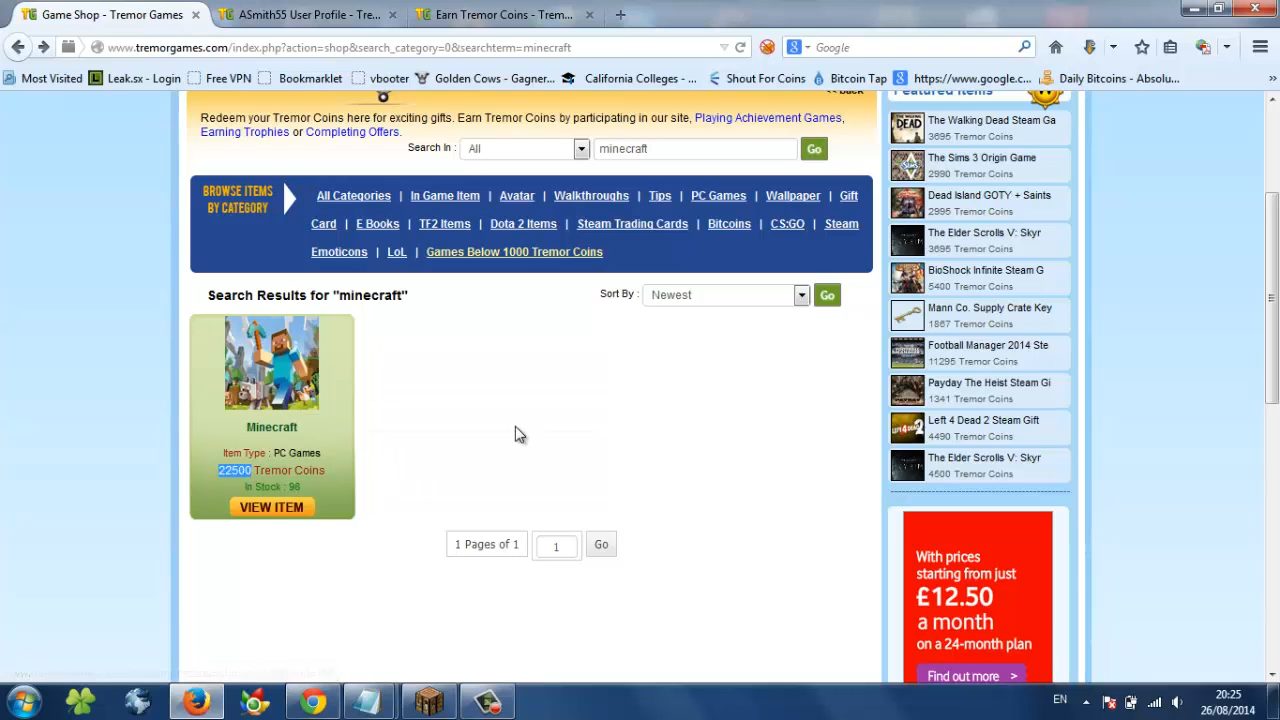 Game Shop - Tremor Games
ASmith55 User Profile - Tre...
Earn Tremor Coins - Trem...
www.tremorgames.com/index.php?action=shop&search_category=0&searchterm=minecraft
Google
Most Visited
Leak.sx - Login
Free VPN
Bookmarklet
vbooter
Golden Cows - Gagner...
California Colleges - ...
Shout For Coins
Bitcoin Tap
https://www.google.c...
Daily Bitcoins - Absolu...
<< Back
Redeem your Tremor Coins here for exciting gifts. Earn Tremor Coins by participating in our site, Playing Achievement Games,
Earning Trophies or Completing Offers.
Search In : All minecraft Go
BROWSE ITEMS
BY CATEGORY
All Categories | In Game Item | Avatar | Walkthroughs | Tips | PC Games | Wallpaper | Gift
Card | E Books | TF2 Items | Dota 2 Items | Steam Trading Cards | Bitcoins | CS:GO | Steam
Emoticons | LoL | Games Below 1000 Tremor Coins
Search Results for "minecraft"
Sort By : Newest Go
Minecraft
Item Type : PC Games
22500 Tremor Coins
In Stock : 96
VIEW ITEM
1 Pages of 1
1
Go
Featured Items
The Walking Dead Steam Ga
3695 Tremor Coins
The Sims 3 Origin Game
2990 Tremor Coins
Dead Island GOTY + Saints
2995 Tremor Coins
The Elder Scrolls V: Skyr
3695 Tremor Coins
BioShock Infinite Steam G
5400 Tremor Coins
Mann Co. Supply Crate Key
1867 Tremor Coins
Football Manager 2014 Ste
11295 Tremor Coins
Payday The Heist Steam Gi
1341 Tremor Coins
Left 4 Dead 2 Steam Gift
4490 Tremor Coins
The Elder Scrolls V: Skyr
4500 Tremor Coins
With prices
starting from just
£12.50
a month
on a 24-month plan
Find out more >
EN
20:25
26/08/2014